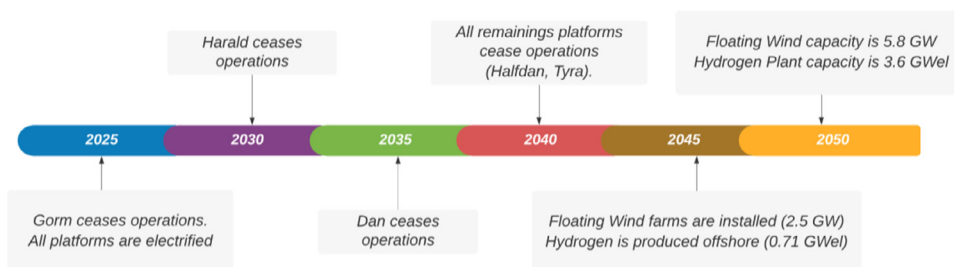 Harald ceases
operations
All remainings platforms
cease operations
(Halfdan, Tyra).
Floating Wind capacity is 5.8 GW
Hydrogen Plant capacity is 3.6 GWel
2025
2030
2035
2040
2045
2050
Gorm ceases operations.
All platforms are electrified
Dan ceases
operations
Floating Wind farms are installed (2.5 GW)
Hydrogen is produced offshore (0.71 GWel)